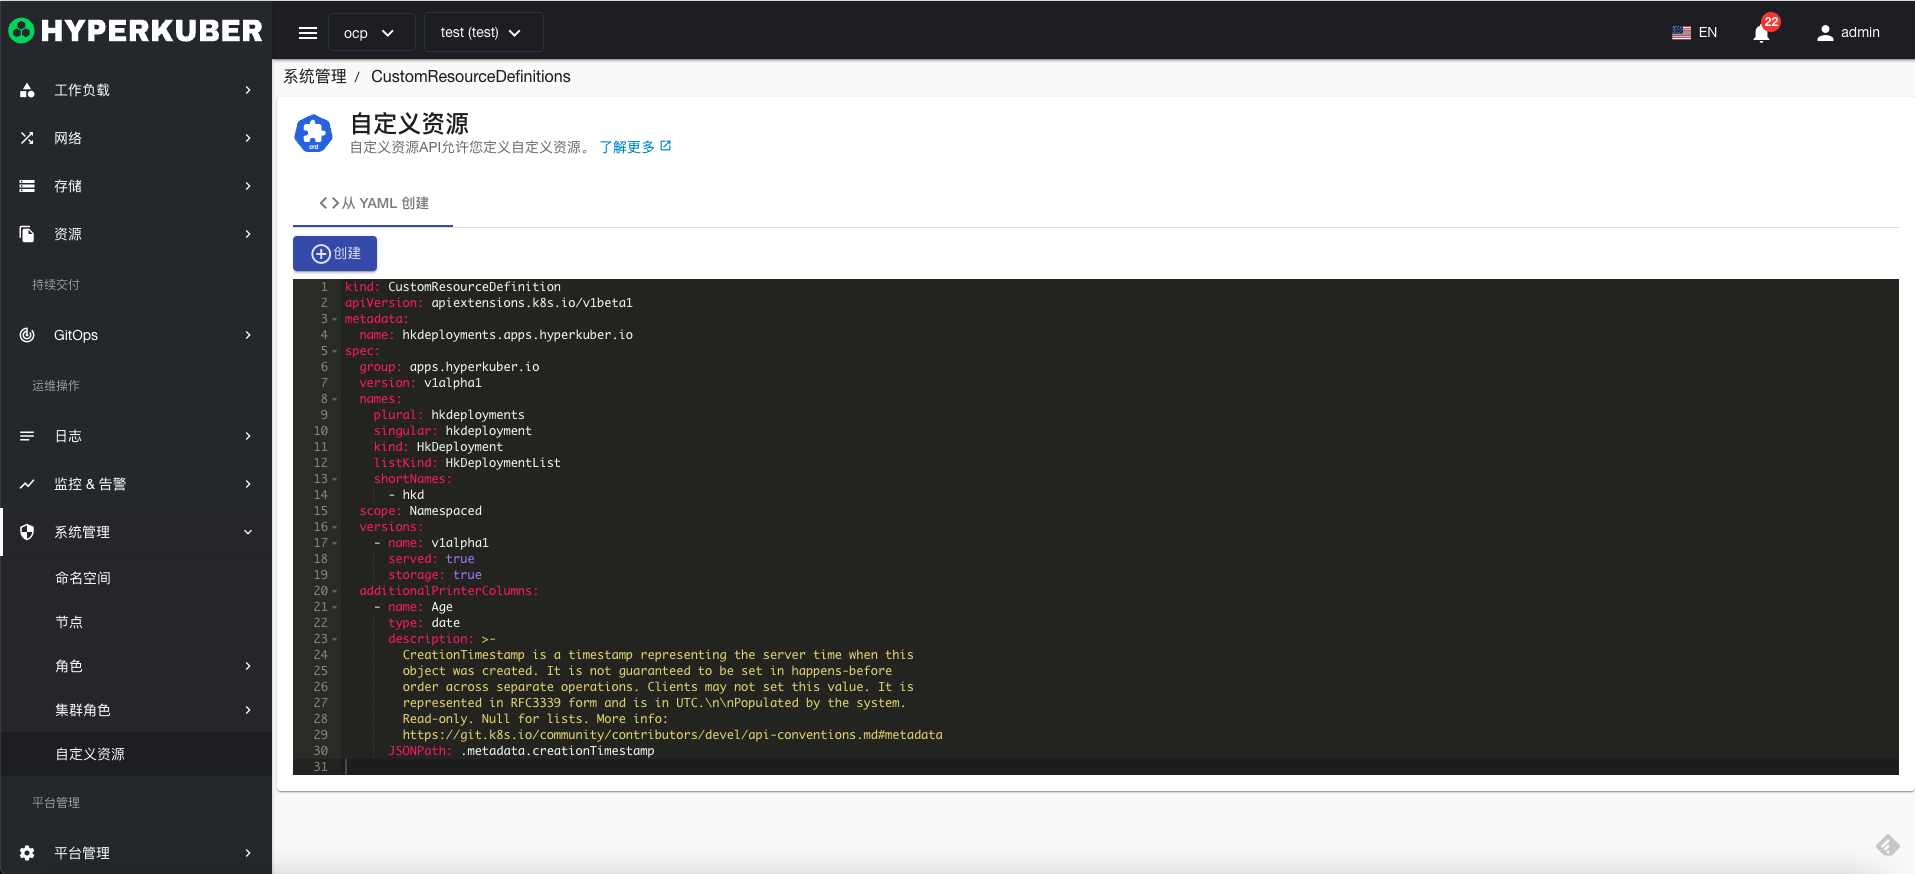 HYPERKUBER
ocp
test (test)
EN
22
admin
工作负载
网络
存储
资源
持续交付
GitOps
运维操作
日志
监控 & 告警
系统管理
命名空间
节点
角色
集群角色
自定义资源
平台管理
平台管理
系统管理 / CustomResourceDefinitions
crd
自定义资源
自定义资源API允许您定义自定义资源。 了解更多
从 YAML 创建
创建
1 kind: CustomResourceDefinition
2 apiVersion: apiextensions.k8s.io/v1beta1
3 metadata:
4   name: hkdeployments.apps.hyperkuber.io
5 spec:
6   group: apps.hyperkuber.io
7   version: v1alpha1
8   names:
9     plural: hkdeployments
10     singular: hkdeployment
11     kind: HkDeployment
12     listKind: HkDeploymentList
13     shortNames:
14       - hkd
15   scope: Namespaced
16   versions:
17     - name: v1alpha1
18       served: true
19       storage: true
20   additionalPrinterColumns:
21     - name: Age
22       type: date
23       description: >-
24         CreationTimestamp is a timestamp representing the server time when this
25         object was created. It is not guaranteed to be set in happens-before
26         order across separate operations. Clients may not set this value. It is
27         represented in RFC3339 form and is in UTC.\n\nPopulated by the system.
28         Read-only. Null for lists. More info:
29         https://git.k8s.io/community/contributors/devel/api-conventions.md#metadata
30       JSONPath: .metadata.creationTimestamp
31